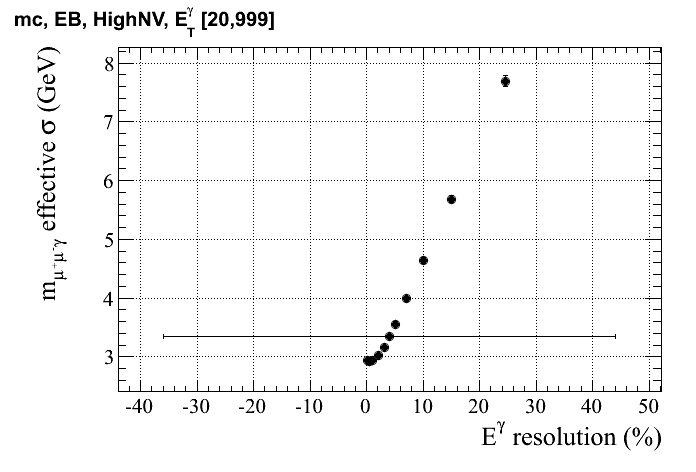 mc, EB, HighNV, E_T^γ [20,999]
m_{μ⁺μ⁻γ} effective σ (GeV)
8
7
6
5
4
3
-40 -30 -20 -10 0 10 20 30 40 50
E^γ resolution (%)